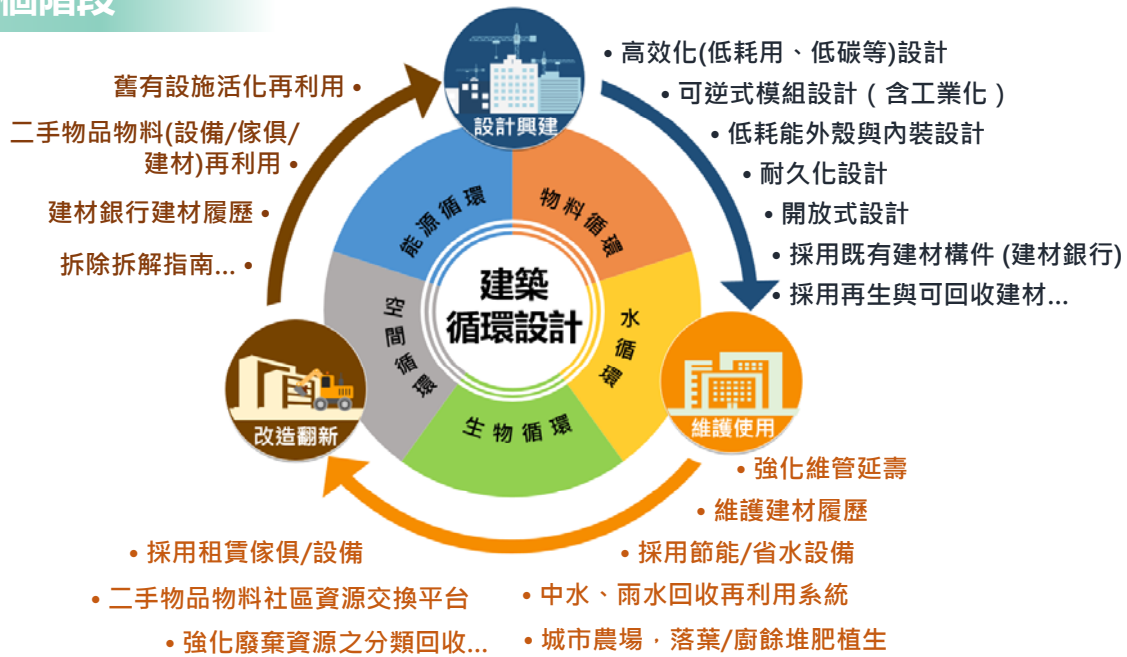 個階段
設計興建
• 高效化(低耗用、低碳等)設計
• 可逆式模組設計（含工業化）
• 低耗能外殼與內裝設計
• 耐久化設計
• 開放式設計
• 採用既有建材構件 (建材銀行)
• 採用再生與可回收建材...
舊有設施活化再利用 •
二手物品物料(設備/傢俱/
建材)再利用 •
建材銀行建材履歷 •
拆除拆解指南... •
能源循環
物料循環
水循環
生物循環
空間循環
建築
循環設計
維護使用
改造翻新
• 強化維管延壽
• 維護建材履歷
• 採用節能/省水設備
• 中水、雨水回收再利用系統
• 城市農場，落葉/廚餘堆肥植生
• 採用租賃傢俱/設備
• 二手物品物料社區資源交換平台
• 強化廢棄資源之分類回收...